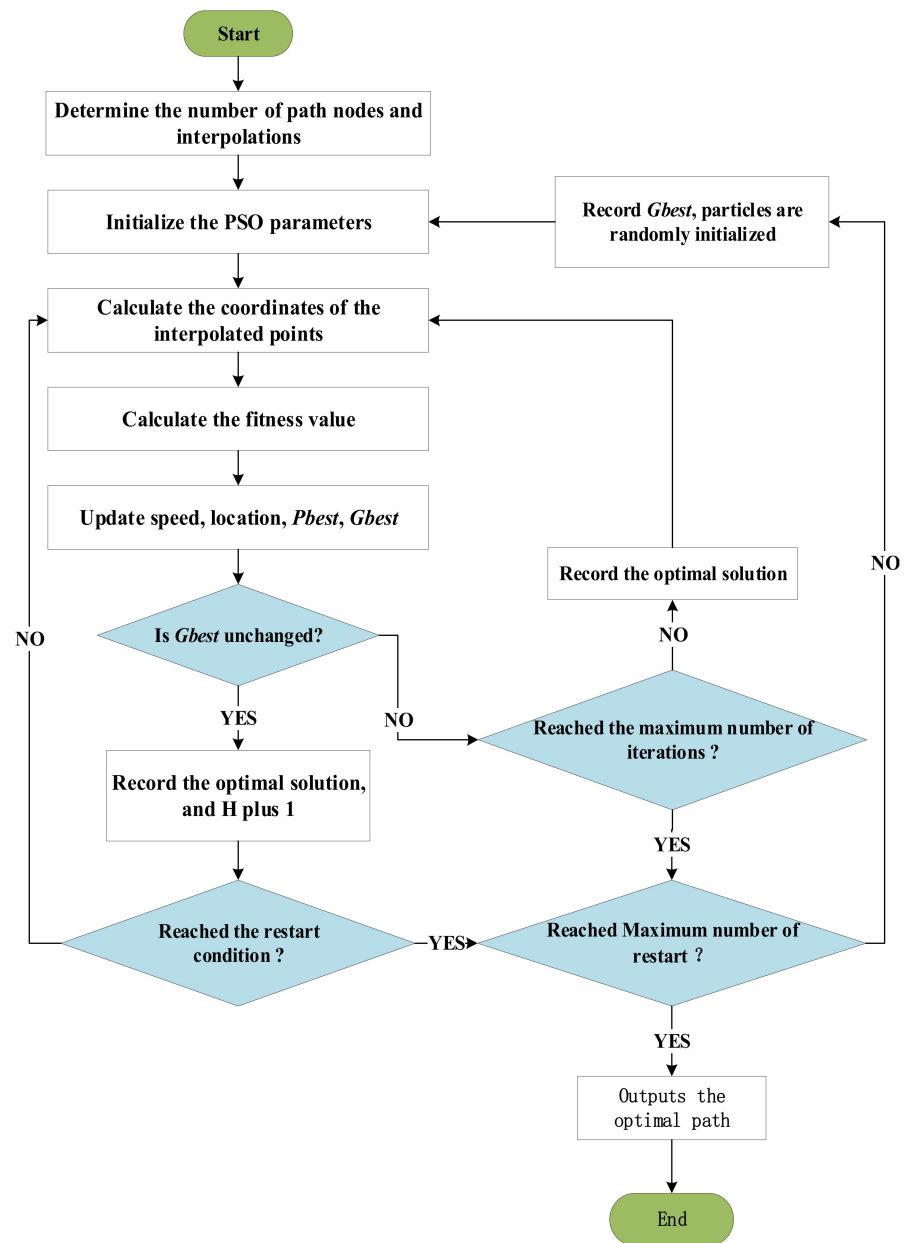 Start
Determine the number of path nodes and
interpolations
Initialize the PSO parameters
Record Gbest, particles are
randomly initialized
Calculate the coordinates of the
interpolated points
Calculate the fitness value
Update speed, location, Pbest, Gbest
Record the optimal solution
NO
Is Gbest unchanged?
NO
NO
YES
NO
Reached the maximum number of
iterations ?
Record the optimal solution,
and H plus 1
YES
Reached the restart
condition ?
YES
Reached Maximum number of
restart ?
YES
Outputs the
optimal path
End